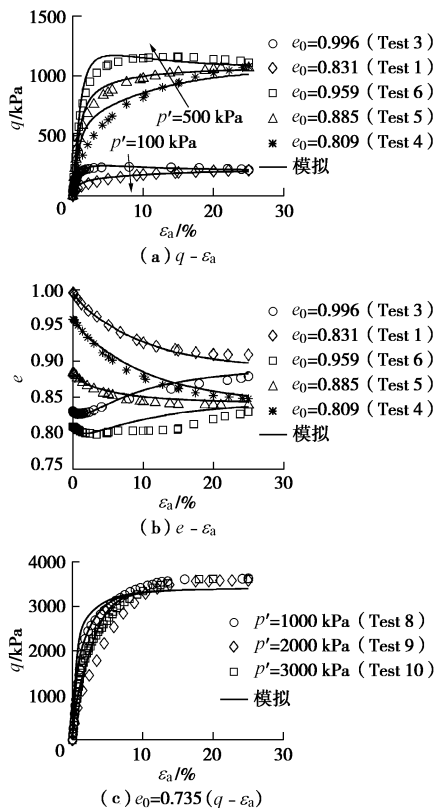 1500
1000
500
0
q/kPa
p′=500 kPa
p′=100 kPa
0 10 20 30
εa/%
e0=0.996（Test 3）
e0=0.831（Test 1）
e0=0.959（Test 6）
e0=0.885（Test 5）
e0=0.809（Test 4）
模拟
（a）q－εa
1.00
0.95
0.90
0.85
0.80
0.75
e
0 10 20 30
εa/%
e0=0.996（Test 3）
e0=0.831（Test 1）
e0=0.959（Test 6）
e0=0.885（Test 5）
e0=0.809（Test 4）
模拟
（b）e－εa
4000
3000
2000
1000
0
q/kPa
0 10 20 30
εa/%
p′=1000 kPa（Test 8）
p′=2000 kPa（Test 9）
p′=3000 kPa（Test 10）
模拟
（c）e0=0.735（q－εa）